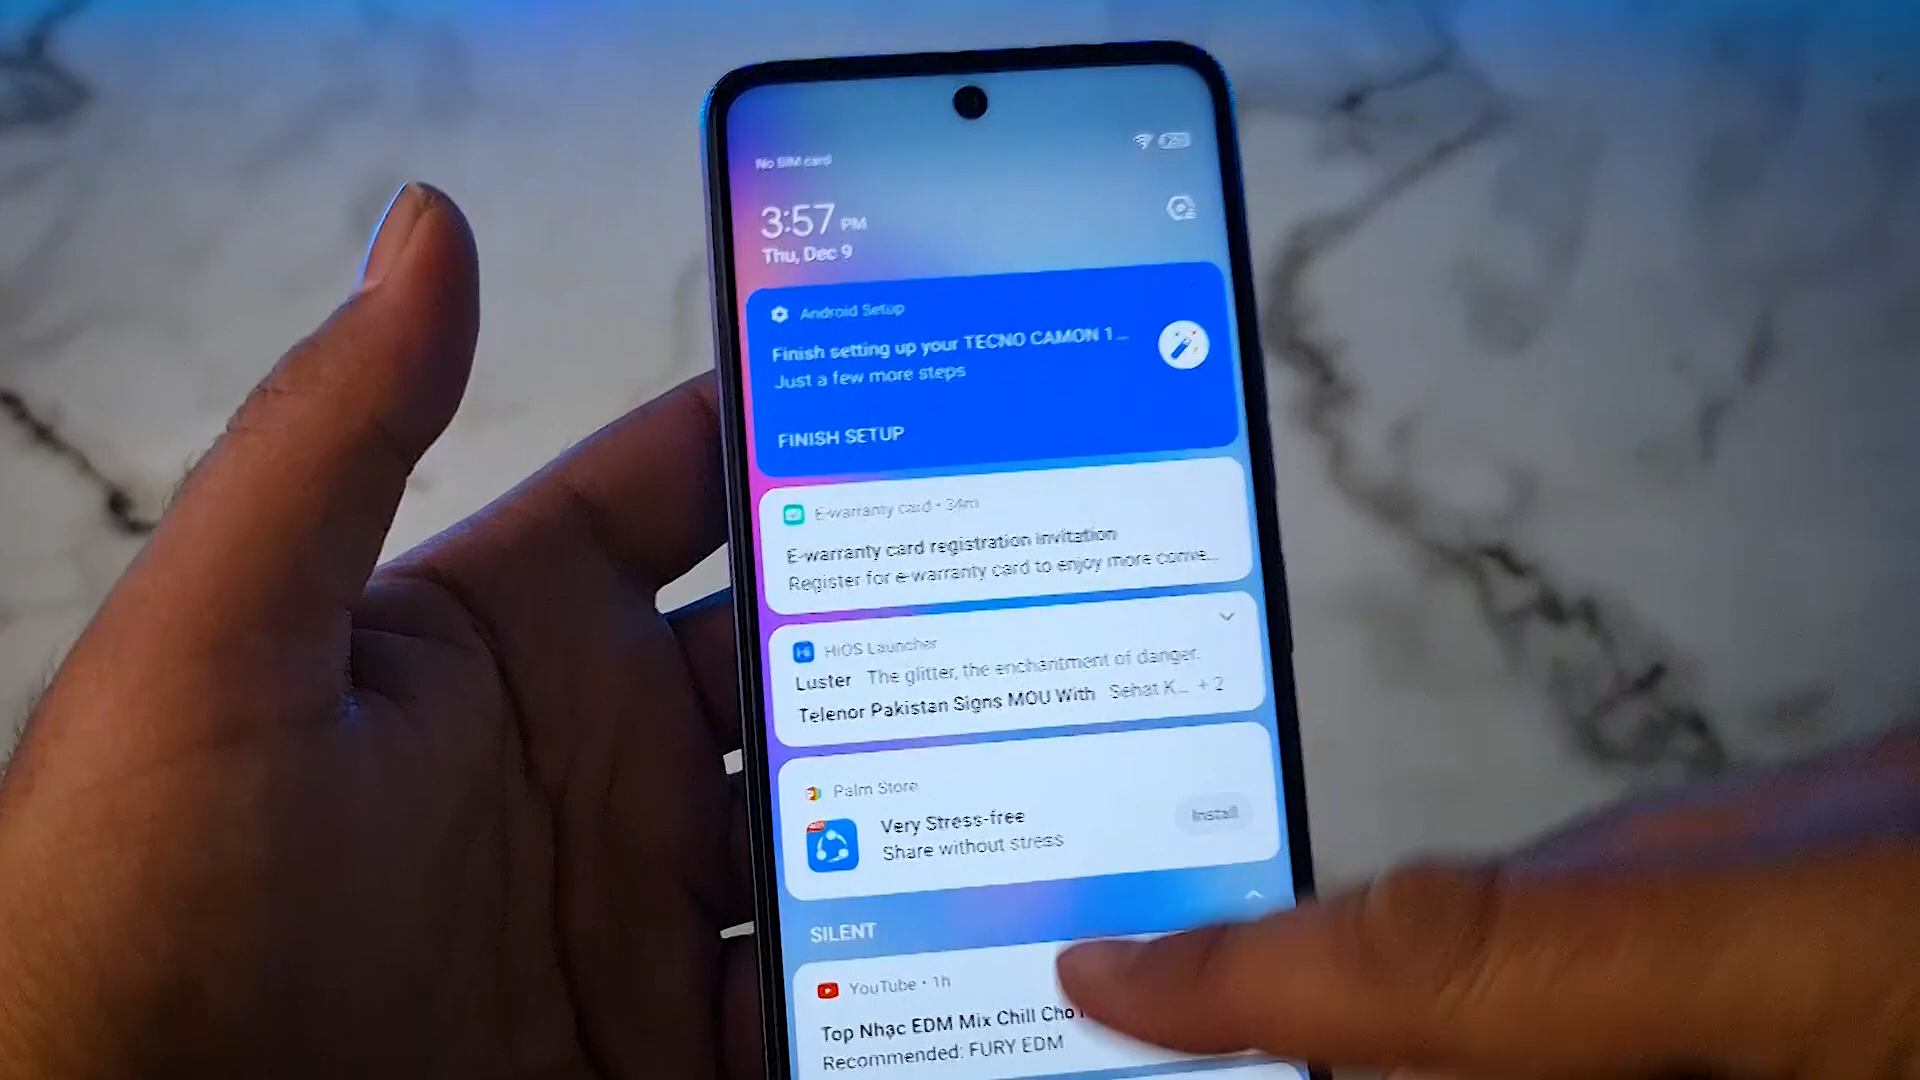 No SIM card
3:57 PM
Thu, Dec 9
Android Setup
Finish setting up your TECNO CAMON 1...
Just a few more steps
FINISH SETUP
E-warranty card • 34m
E-warranty card registration invitation
Register for e-warranty card to enjoy more conve...
HiOS Launcher
Luster The glitter, the enchantment of danger.
Telenor Pakistan Signs MOU With Sehat K... + 2
Palm Store
Very Stress-free
Share without stress
Install
SILENT
YouTube • 1h
Top Nhạc EDM Mix Chill Cho
Recommended: FURY EDM